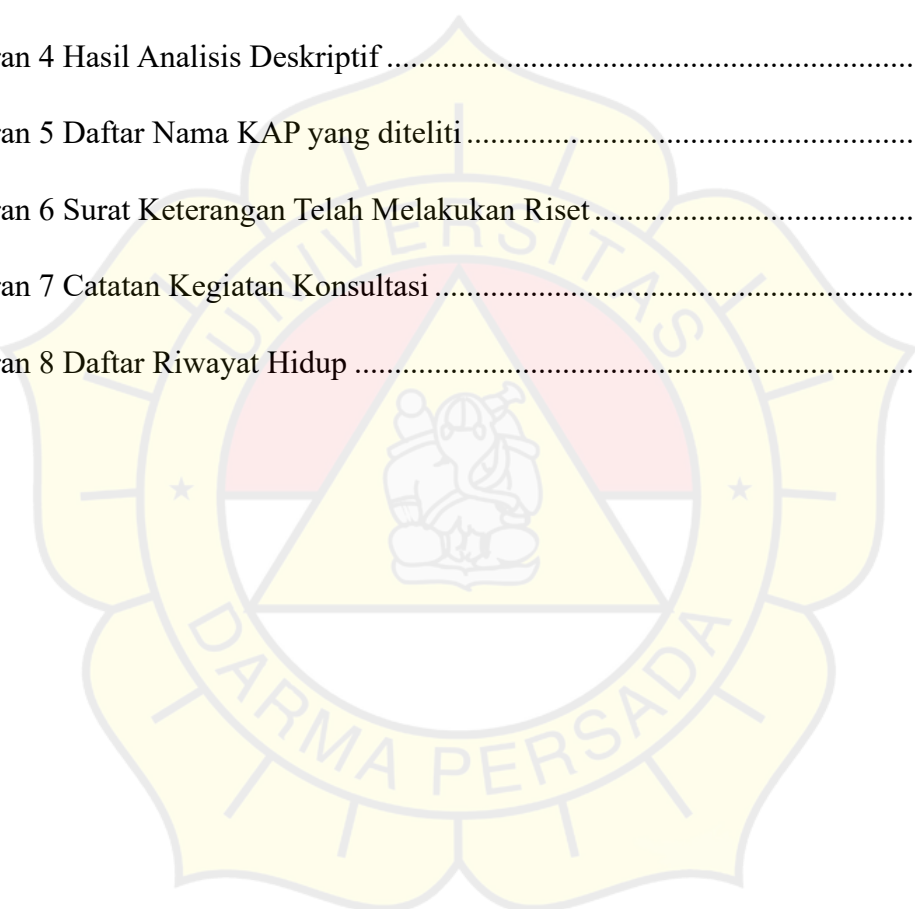 ran 4 Hasil Analisis Deskriptif ....................................................................
ran 5 Daftar Nama KAP yang diteliti .........................................................
ran 6 Surat Keterangan Telah Melakukan Riset .........................................
ran 7 Catatan Kegiatan Konsultasi .............................................................
ran 8 Daftar Riwayat Hidup .......................................................................
UNIVERSITAS
DARMA PERSADA